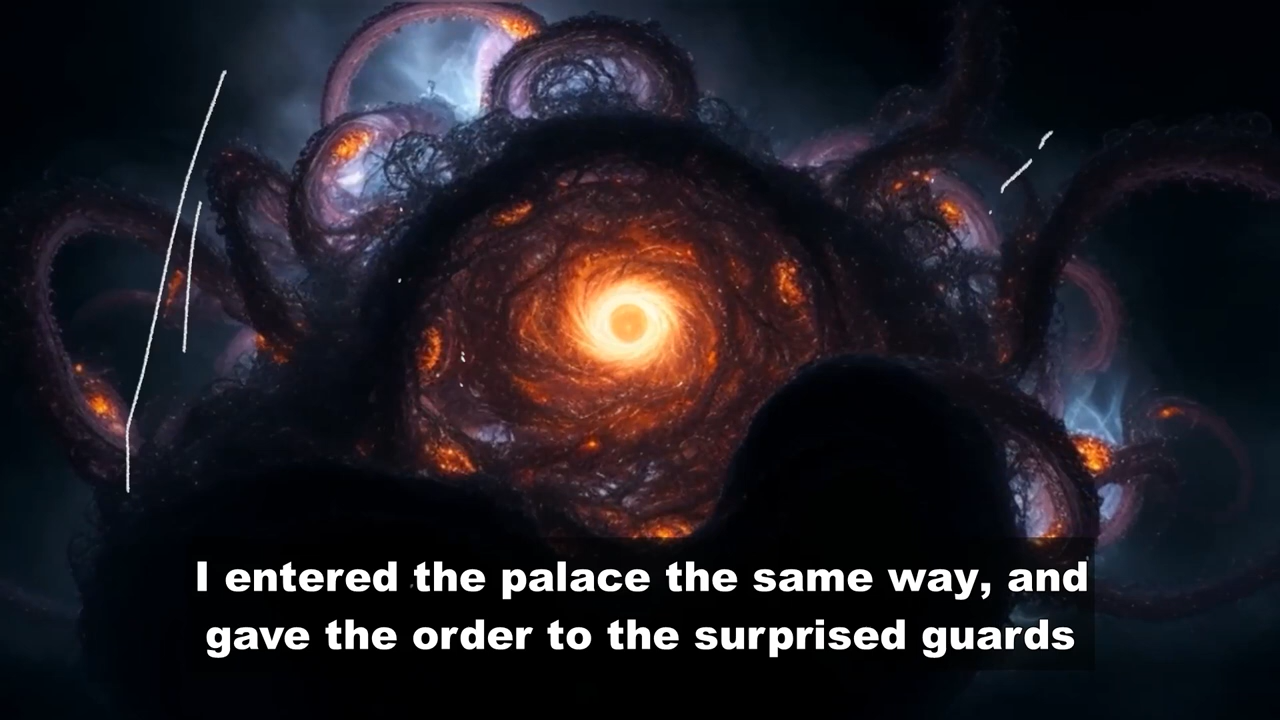 I entered the palace the same way, and
gave the order to the surprised guards